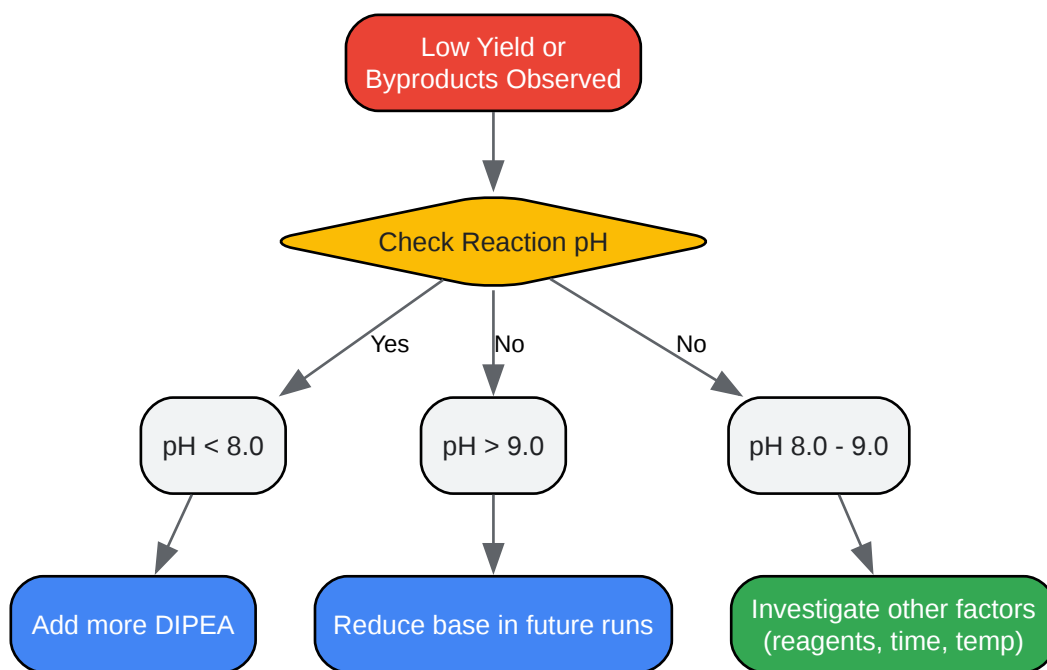 Low Yield or
Byproducts Observed
Check Reaction pH
Yes
No
No
pH < 8.0
pH > 9.0
pH 8.0 - 9.0
Add more DIPEA
Reduce base in future runs
Investigate other factors
(reagents, time, temp)